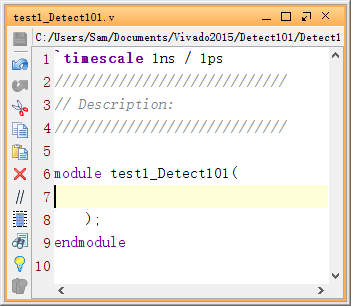 test1_Detect101.v
C:/Users/Sam/Documents/Vivado2015/Detect101/Detect1
1 `timescale 1ns / 1ps
2 /////////////////////////////
3 // Description:
4 /////////////////////////////
5
6 module test1_Detect101(
7
8     );
9 endmodule
10